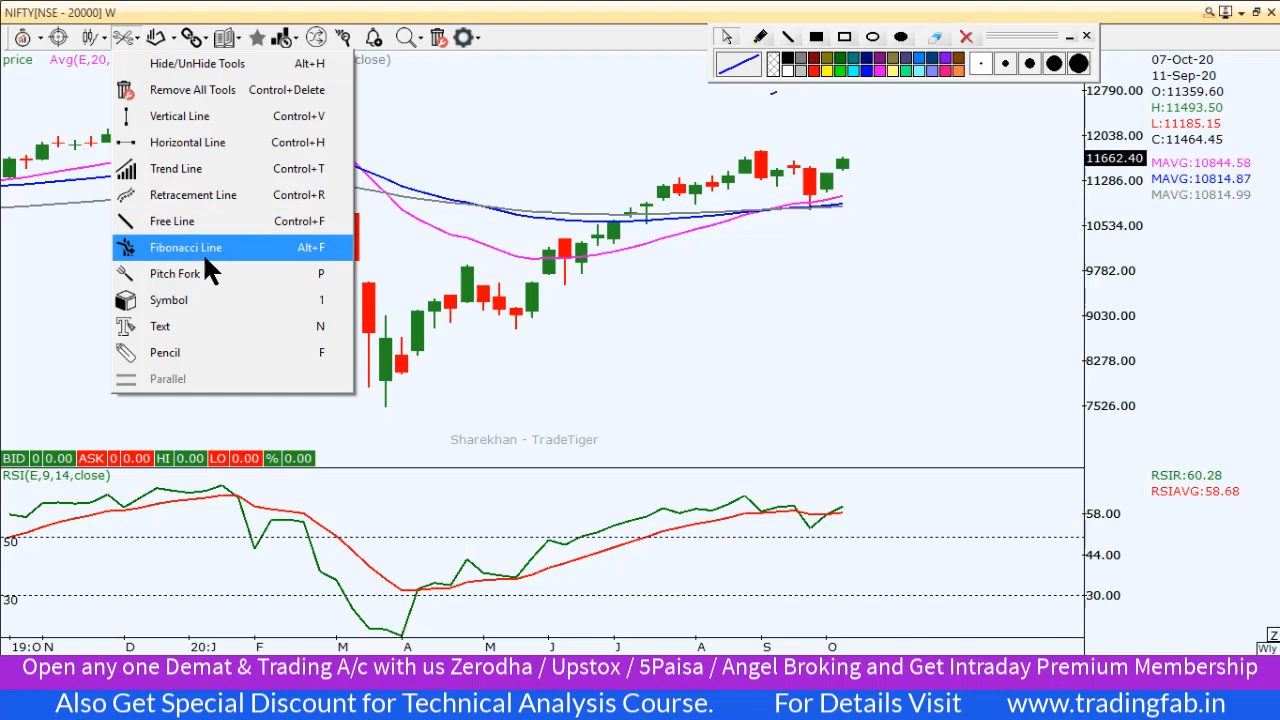 NIFTY[NSE - 20000] W
price Avg(E,20, close)
Hide/UnHide Tools Alt+H
Remove All Tools Control+Delete
Vertical Line Control+V
Horizontal Line Control+H
Trend Line Control+T
Retracement Line Control+R
Free Line Control+F
Fibonacci Line Alt+F
Pitch Fork P
Symbol 1
Text N
Pencil F
Parallel
07-Oct-20
11-Sep-20
O:11359.60
H:11493.50
L:11185.15
C:11464.45
MAVG:10844.58
MAVG:10814.87
MAVG:10814.99
12790.00
12038.00
11662.40
11286.00
10534.00
9782.00
9030.00
8278.00
7526.00
Sharekhan - TradeTiger
BID 0 0.00 ASK 0 0.00 HI 0.00 LO 0.00 % 0.00
RSI(E,9,14,close)
RSIR:60.28
RSIAVG:58.68
58.00
44.00
30.00
50
30
19:O N D 20:J F M A M J J A S O
Z
Wly
Open any one Demat & Trading A/c with us Zerodha / Upstox / 5Paisa / Angel Broking and Get Intraday Premium Membership
Also Get Special Discount for Technical Analysis Course. For Details Visit www.tradingfab.in